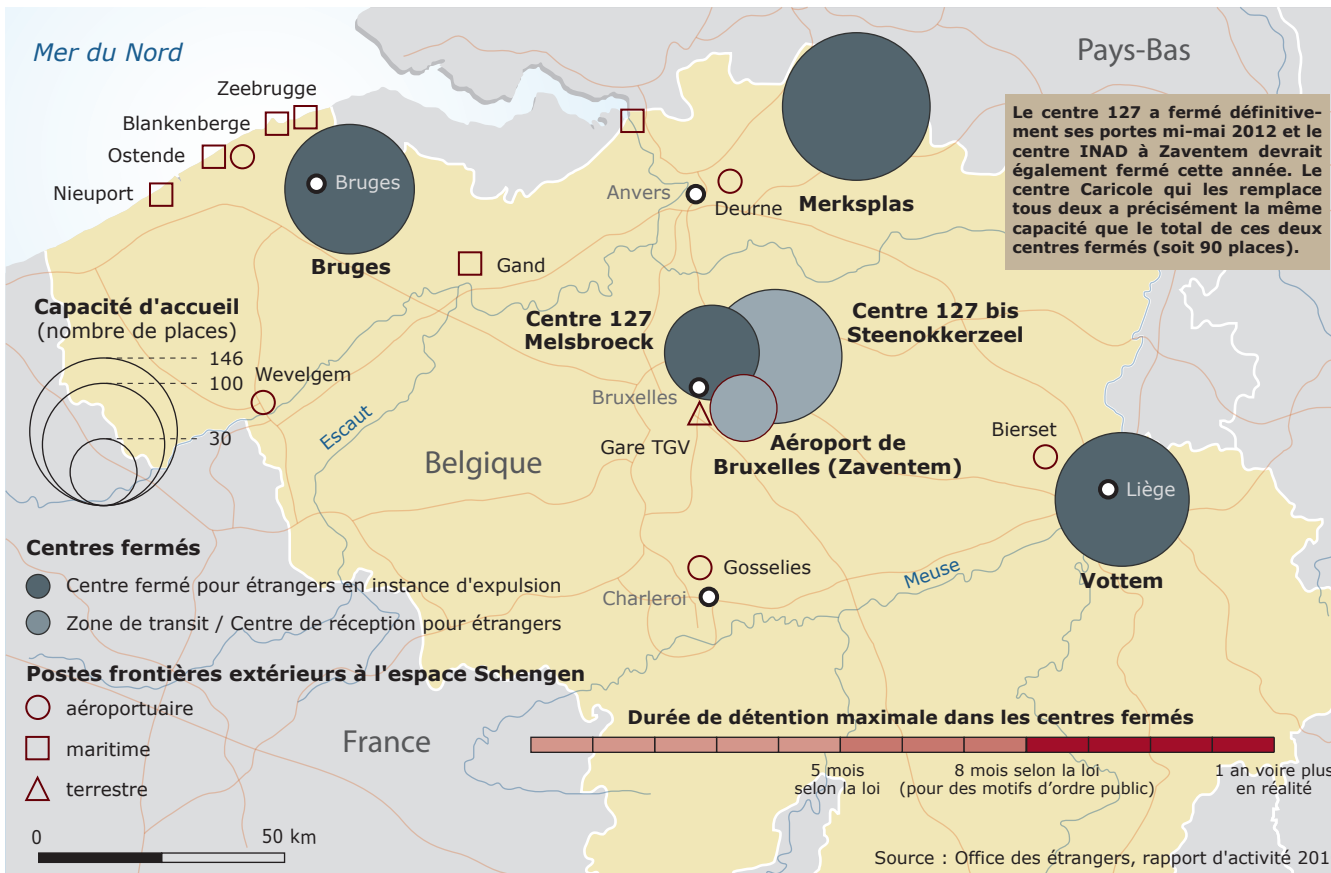 Mer du Nord
Pays-Bas
Zeebrugge
Blankenberge
Ostende
Nieuport
Bruges
Bruges
Anvers
Deurne
Merksplas
Le centre 127 a fermé définitive-
ment ses portes mi-mai 2012 et le
centre INAD à Zaventem devrait
également fermé cette année. Le
centre Caricole qui les remplace
tous deux a précisément la même
capacité que le total de ces deux
centres fermés (soit 90 places).
Gand
Capacité d'accueil
(nombre de places)
146
100
30
Wevelgem
Escaut
Centre 127
Melsbroeck
Centre 127 bis
Steenokkerzeel
Bruxelles
Gare TGV
Aéroport de
Bruxelles (Zaventem)
Belgique
Bierset
Liège
Vottem
Gosselies
Charleroi
Meuse
Centres fermés
Centre fermé pour étrangers en instance d'expulsion
Zone de transit / Centre de réception pour étrangers
Postes frontières extérieurs à l'espace Schengen
aéroportuaire
maritime
terrestre
France
0
50 km
Durée de détention maximale dans les centres fermés
5 mois
selon la loi
8 mois selon la loi
(pour des motifs d'ordre public)
1 an voire plus
en réalité
Source : Office des étrangers, rapport d'activité 201